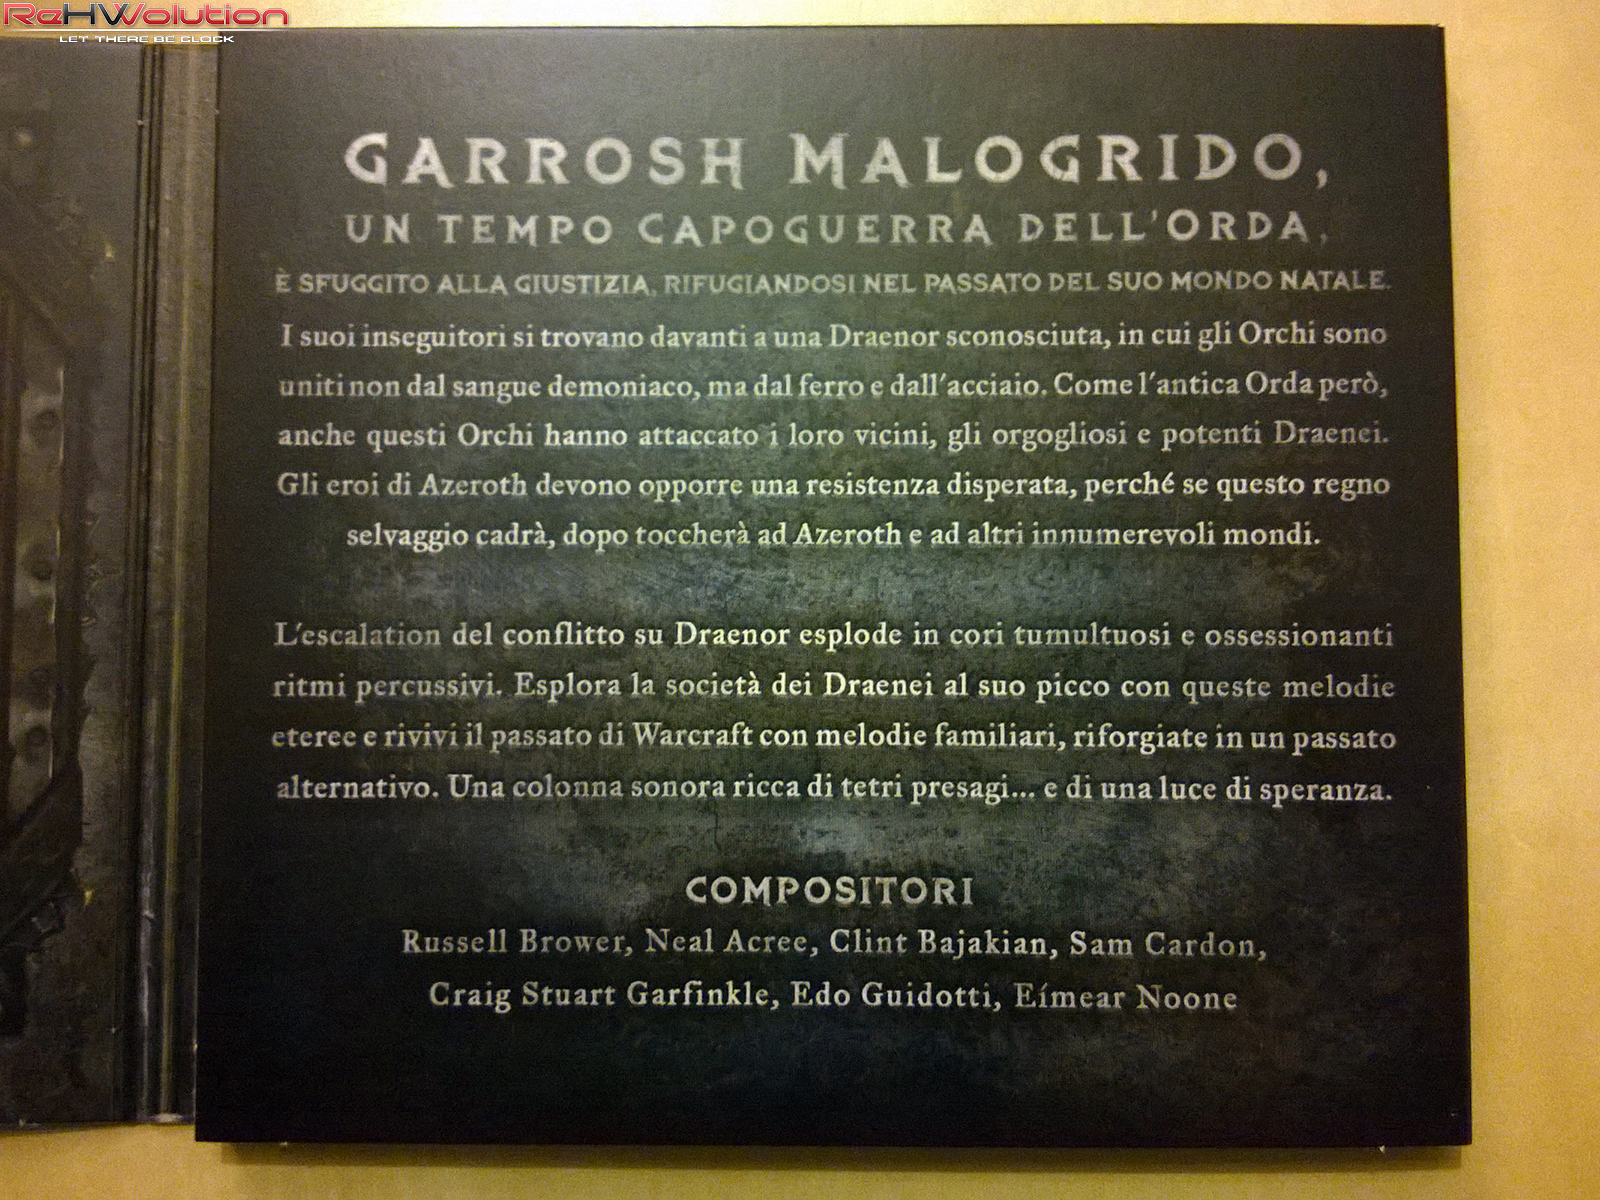 ReHWolution
LET THERE BE CLOCK
GARROSH MALOGRIDO,
UN TEMPO CAPOGUERRA DELL'ORDA,
È SFUGGITO ALLA GIUSTIZIA, RIFUGIANDOSI NEL PASSATO DEL SUO MONDO NATALE.
I suoi inseguitori si trovano davanti a una Draenor sconosciuta, in cui gli Orchi sono
uniti non dal sangue demoniaco, ma dal ferro e dall'acciaio. Come l'antica Orda però,
anche questi Orchi hanno attaccato i loro vicini, gli orgogliosi e potenti Draenei.
Gli eroi di Azeroth devono opporre una resistenza disperata, perché se questo regno
selvaggio cadrà, dopo toccherà ad Azeroth e ad altri innumerevoli mondi.
L'escalation del conflitto su Draenor esplode in cori tumultuosi e ossessionanti
ritmi percussivi. Esplora la società dei Draenei al suo picco con queste melodie
eteree e rivivi il passato di Warcraft con melodie familiari, riforgiate in un passato
alternativo. Una colonna sonora ricca di tetri presagi... e di una luce di speranza.
COMPOSITORI
Russell Brower, Neal Acree, Clint Bajakian, Sam Cardon,
Craig Stuart Garfinkle, Edo Guidotti, Eímear Noone